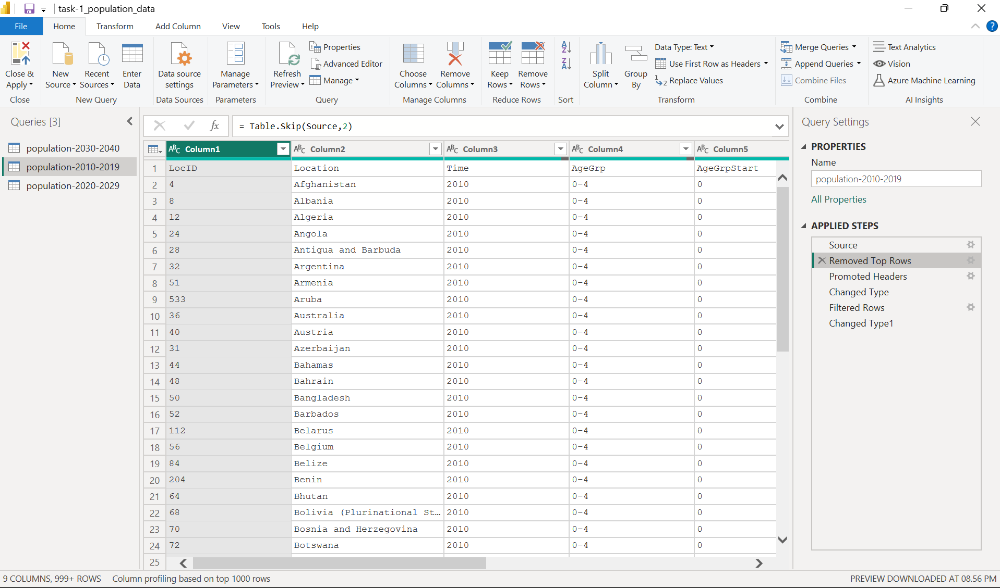 task-1_population_data
File Home Transform Add Column View Tools Help
Close & Apply
New Source
Recent Sources
Enter Data
Data source settings
Manage Parameters
Refresh Preview
Properties
Advanced Editor
Manage
Choose Columns
Remove Columns
Keep Rows
Remove Rows
Split Column
Group By
Data Type: Text
Use First Row as Headers
Replace Values
Merge Queries
Append Queries
Combine Files
Text Analytics
Vision
Azure Machine Learning
Close New Query Data Sources Parameters Query Manage Columns Reduce Rows Sort Transform Combine AI Insights
Queries [3]
population-2030-2040
population-2010-2019
population-2020-2029
fx = Table.Skip(Source,2)
ABC Column1 ABC Column2 ABC Column3 ABC Column4 ABC Column5
1 LocID Location Time AgeGrp AgeGrpStart
2 4 Afghanistan 2010 0-4 0
3 8 Albania 2010 0-4 0
4 12 Algeria 2010 0-4 0
5 24 Angola 2010 0-4 0
6 28 Antigua and Barbuda 2010 0-4 0
7 32 Argentina 2010 0-4 0
8 51 Armenia 2010 0-4 0
9 533 Aruba 2010 0-4 0
10 36 Australia 2010 0-4 0
11 40 Austria 2010 0-4 0
12 31 Azerbaijan 2010 0-4 0
13 44 Bahamas 2010 0-4 0
14 48 Bahrain 2010 0-4 0
15 50 Bangladesh 2010 0-4 0
16 52 Barbados 2010 0-4 0
17 112 Belarus 2010 0-4 0
18 56 Belgium 2010 0-4 0
19 84 Belize 2010 0-4 0
20 204 Benin 2010 0-4 0
21 64 Bhutan 2010 0-4 0
22 68 Bolivia (Plurinational St... 2010 0-4 0
23 70 Bosnia and Herzegovina 2010 0-4 0
24 72 Botswana 2010 0-4 0
25
Query Settings
PROPERTIES
Name
population-2010-2019
All Properties
APPLIED STEPS
Source
Removed Top Rows
Promoted Headers
Changed Type
Filtered Rows
Changed Type1
9 COLUMNS, 999+ ROWS Column profiling based on top 1000 rows
PREVIEW DOWNLOADED AT 08.56 PM